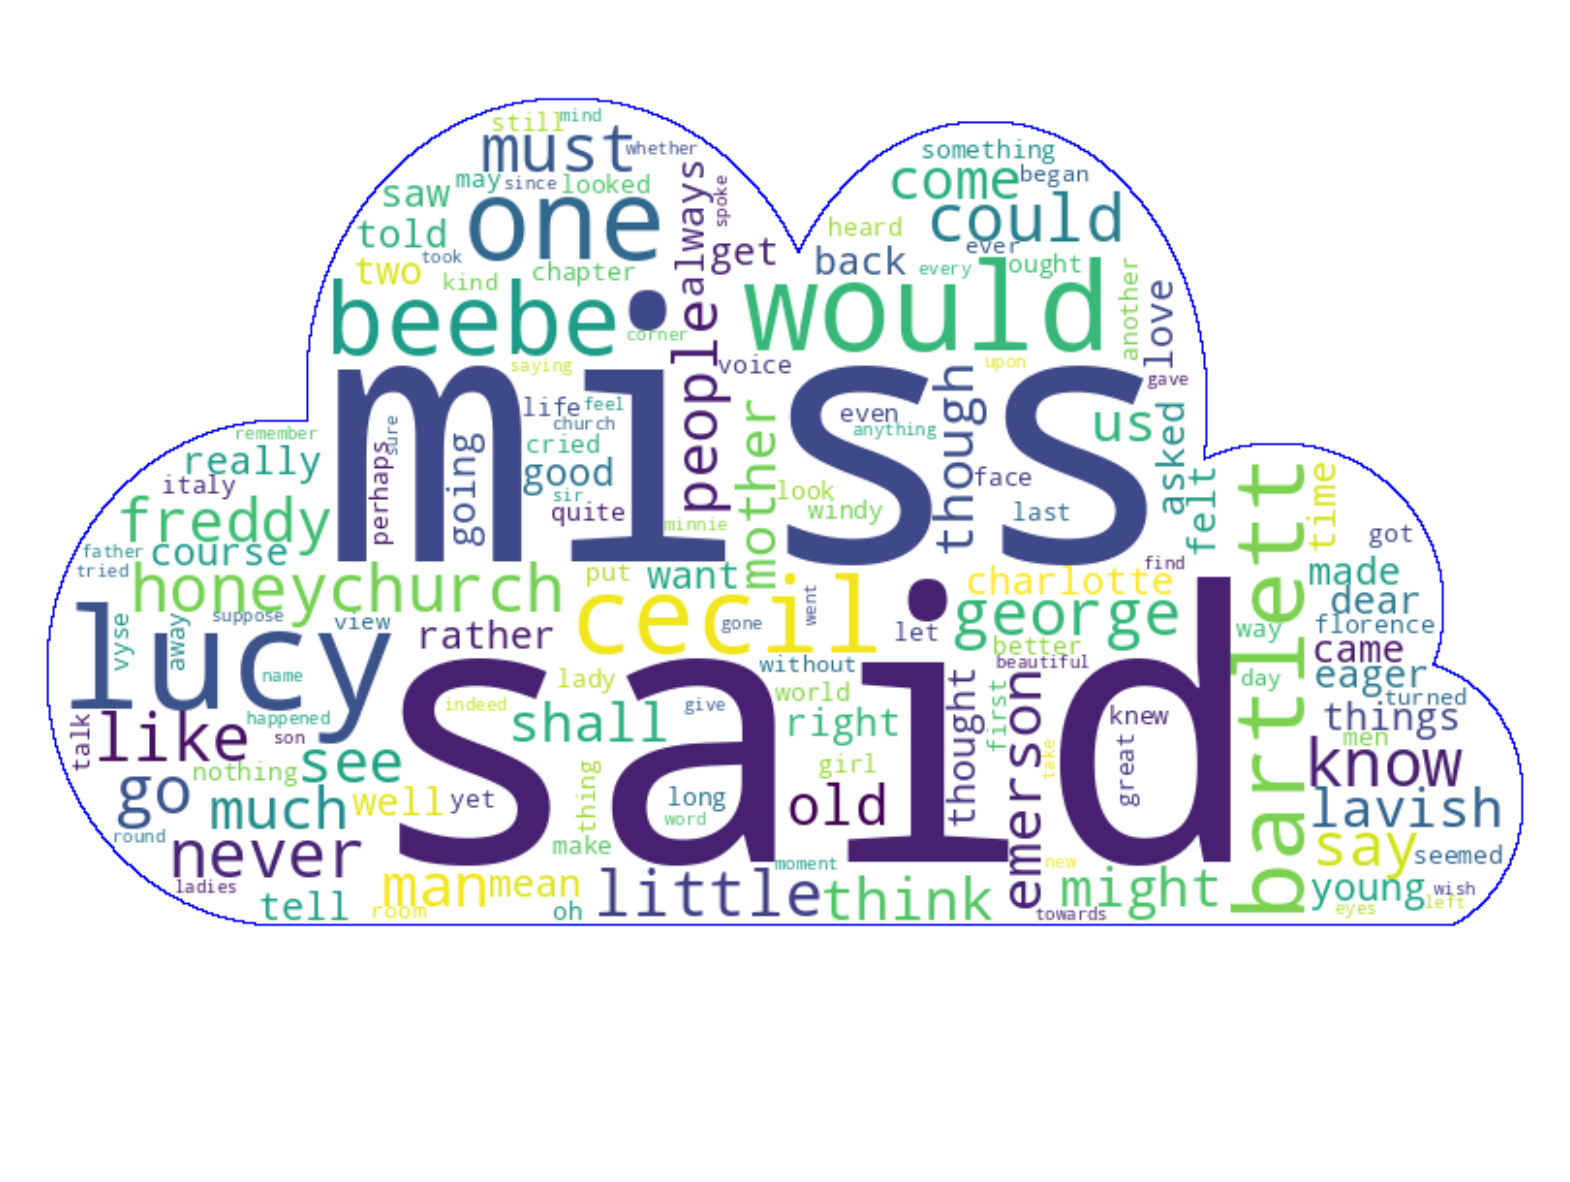 still mind
must whether
something
come began
saw may since looked
one always spoke
could
told
heard
get
took
two kind chapter
back ever every ought
beebe
would
another love
corner
people
saying
voice
upon
gave
miss
life feel
church
sure
even
anything
though
us
asked
remember
really
cried
good
perhaps going
mother
italy
sir
quite
look
windy
face
last
felt
bartlett
time
freddy
minnie
got
father course
tried
find
honeychurch
put want
cecil
charlotte
made
dear
lucy
suppose
view
vyse away
rather
gone went
let
george
way
florence
better
came
name
lady
without
beautiful
day
eager
turned
said
indeed
world
thought
first
emerson
talk like
happened
son
shall
give
right
knew
things
men
nothing see
girl
take
great
know
go
much well yet
thing
long
word
old
lavish
round
never
make
say seemed
ladies
man mean
moment
new
tell room
oh little think
might
young wish
eyes left
towards